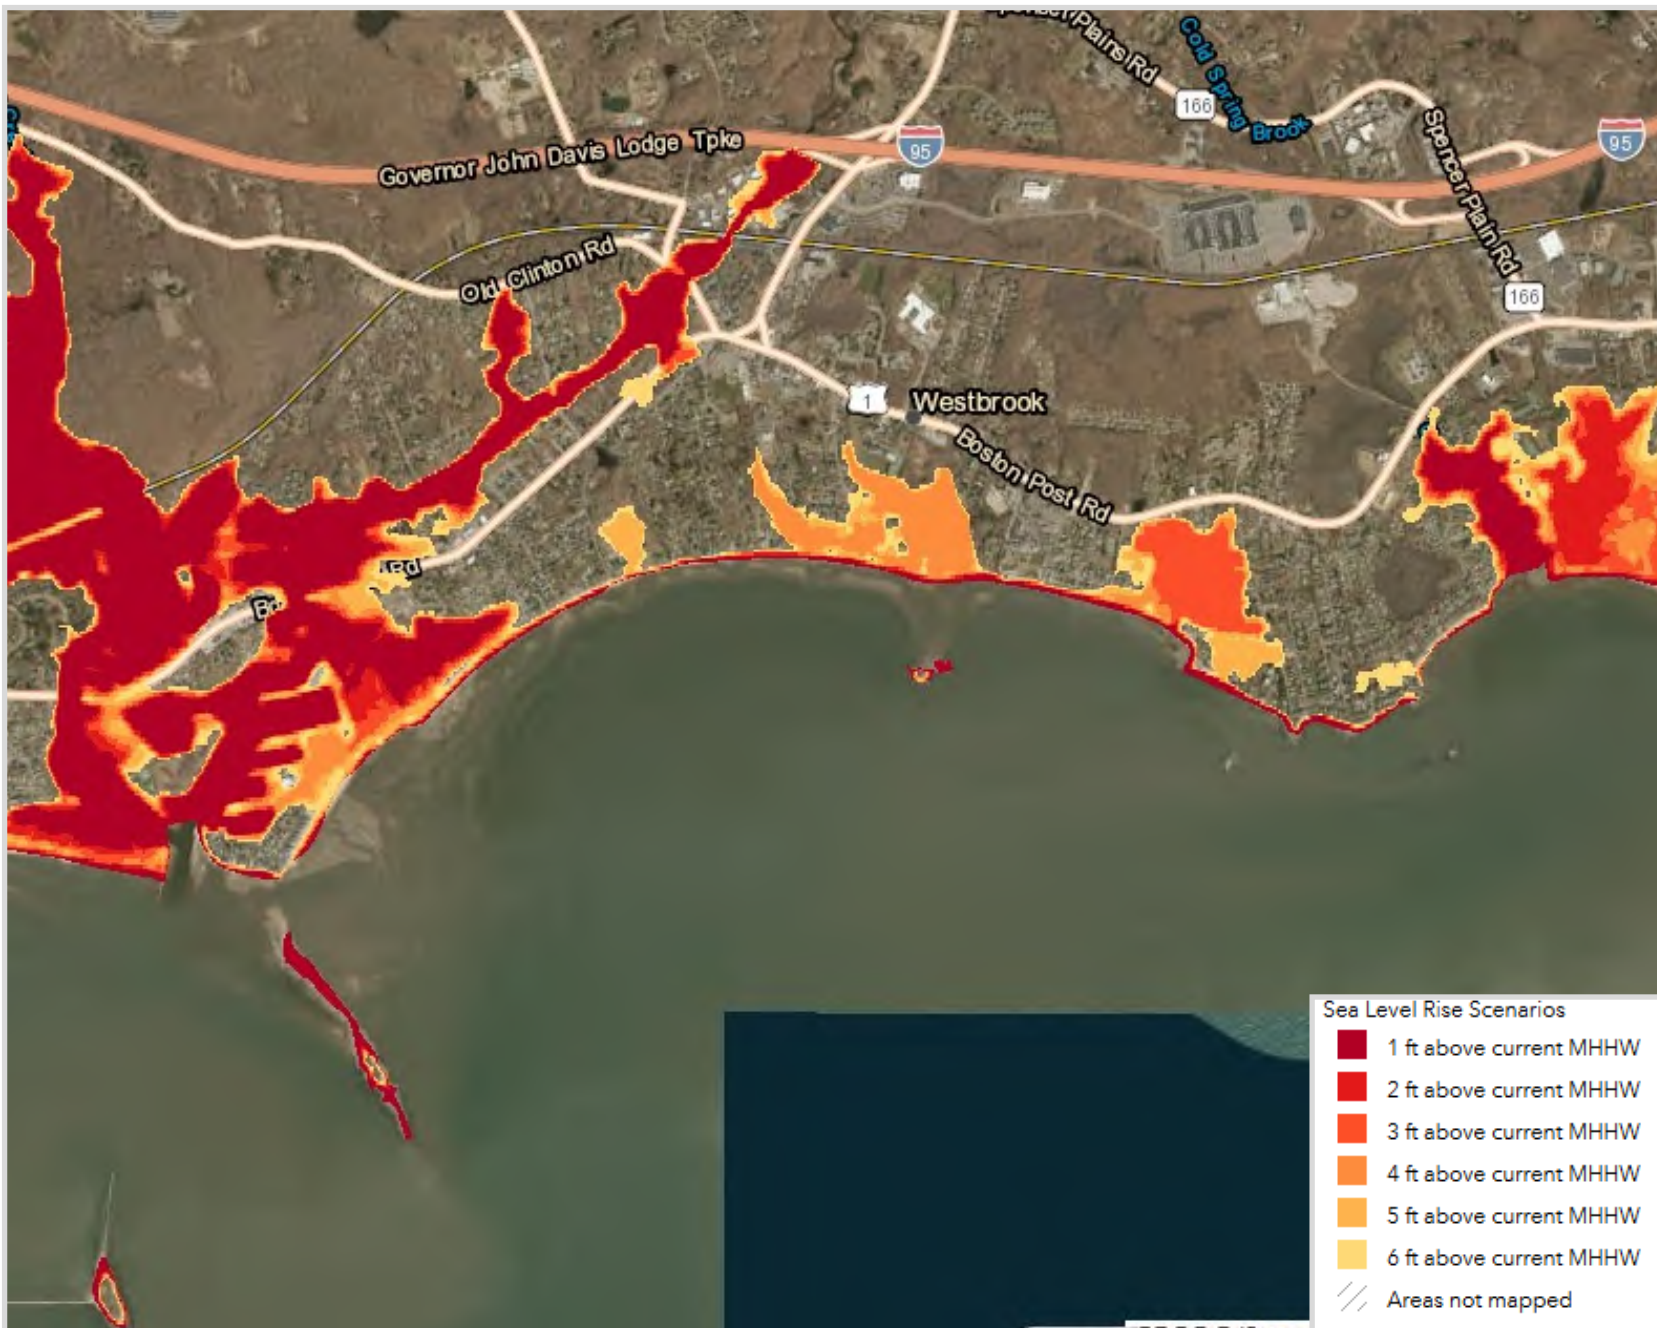 Plains Rd
166
Cold Spring
Brook
Spencer Plain Rd
95
95
Governor John Davis Lodge Tpke
Old Clinton Rd
166
1
Westbrook
Boston Post Rd
Rd
Sea Level Rise Scenarios
1 ft above current MHHW
2 ft above current MHHW
3 ft above current MHHW
4 ft above current MHHW
5 ft above current MHHW
6 ft above current MHHW
Areas not mapped